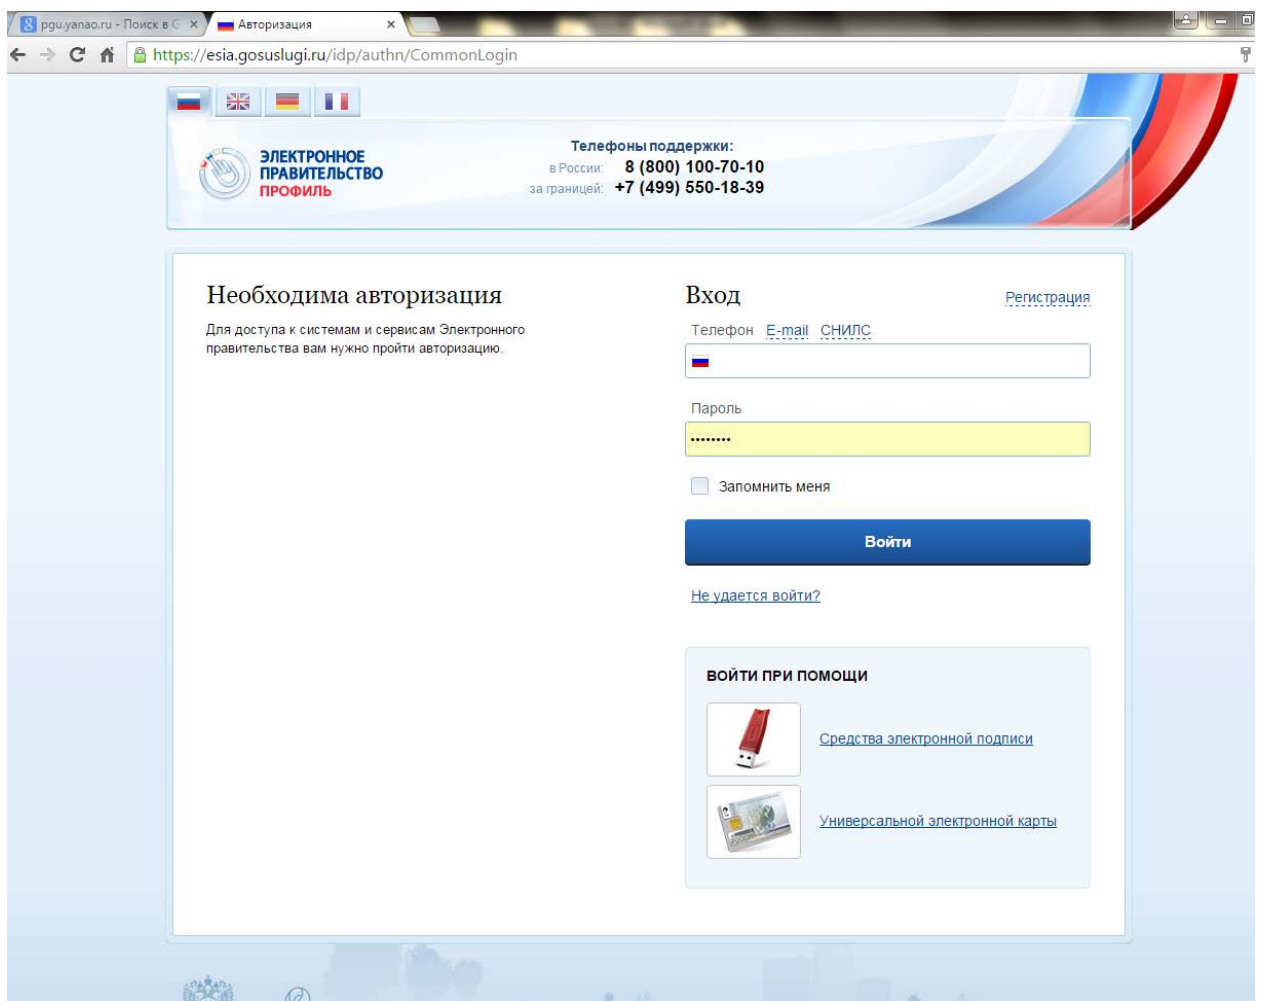 pgu.yanao.ru - Поиск в G
Авторизация
https://esia.gosuslugi.ru/idp/authn/CommonLogin
ЭЛЕКТРОННОЕ
ПРАВИТЕЛЬСТВО
ПРОФИЛЬ
Телефоны поддержки:
в России: 8 (800) 100-70-10
за границей: +7 (499) 550-18-39
Необходима авторизация
Для доступа к системам и сервисам Электронного
правительства вам нужно пройти авторизацию.
Вход
Регистрация
Телефон E-mail СНИЛС
Пароль
••••••••
Запомнить меня
Войти
Не удается войти?
ВОЙТИ ПРИ ПОМОЩИ
Средства электронной подписи
Универсальной электронной карты